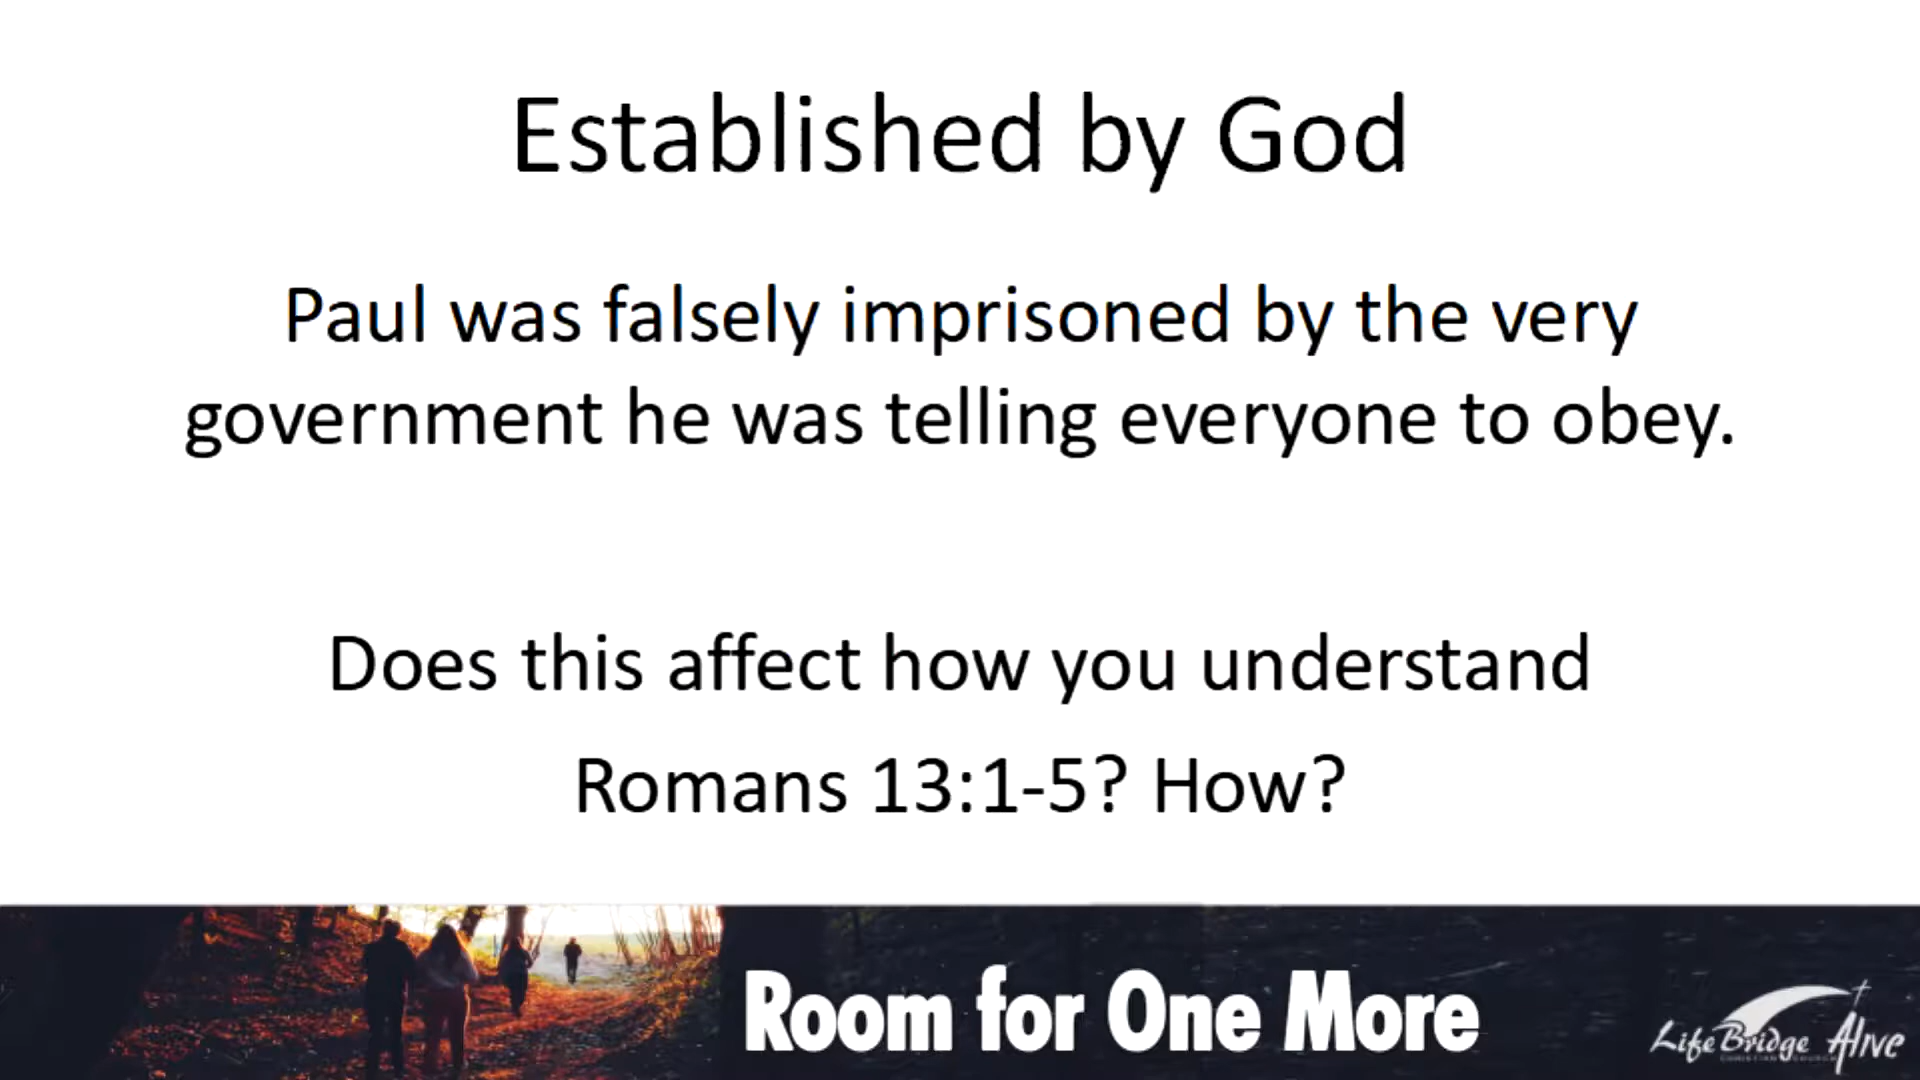 Established by God
Paul was falsely imprisoned by the very
government he was telling everyone to obey.
Does this affect how you understand
Romans 13:1-5? How?
Room for One More
LifeBridge Alive